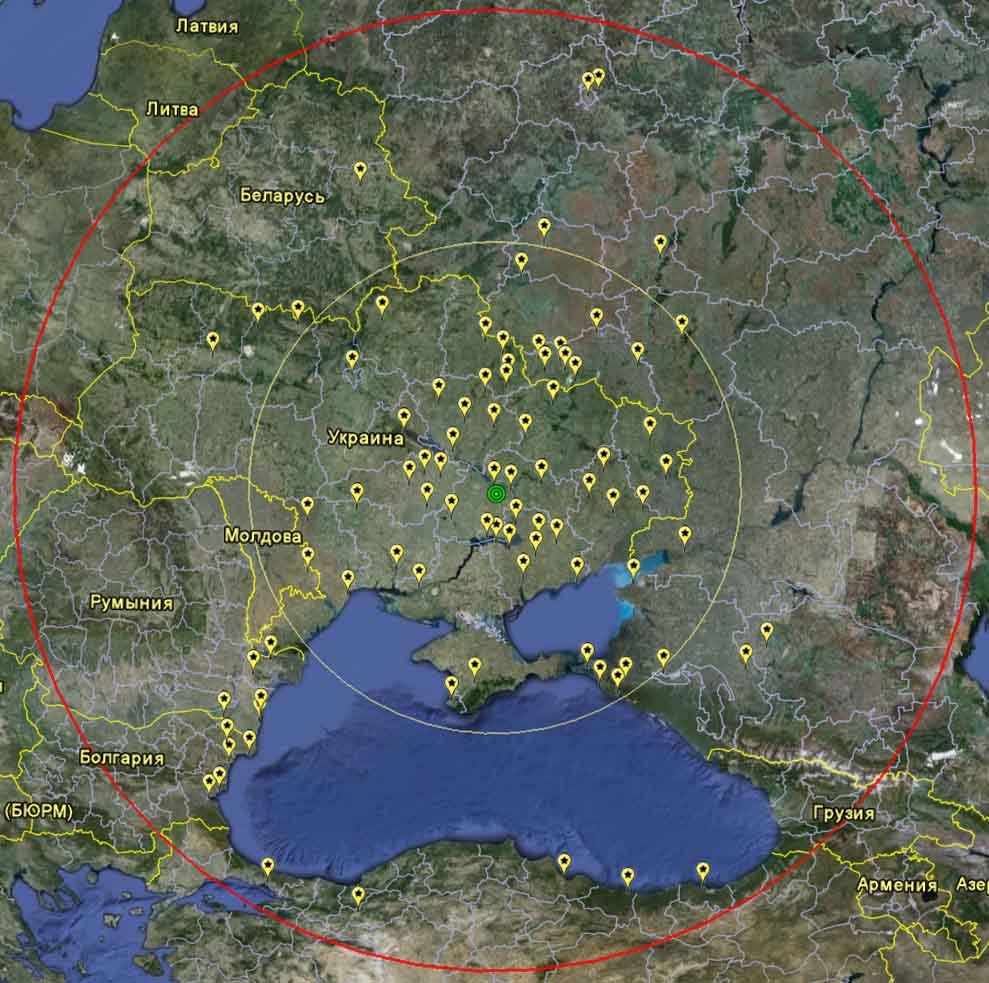 Латвия
Литва
Беларусь
Украина
Молдова
Румыния
Болгария
(БЮРМ)
Грузия
Армения